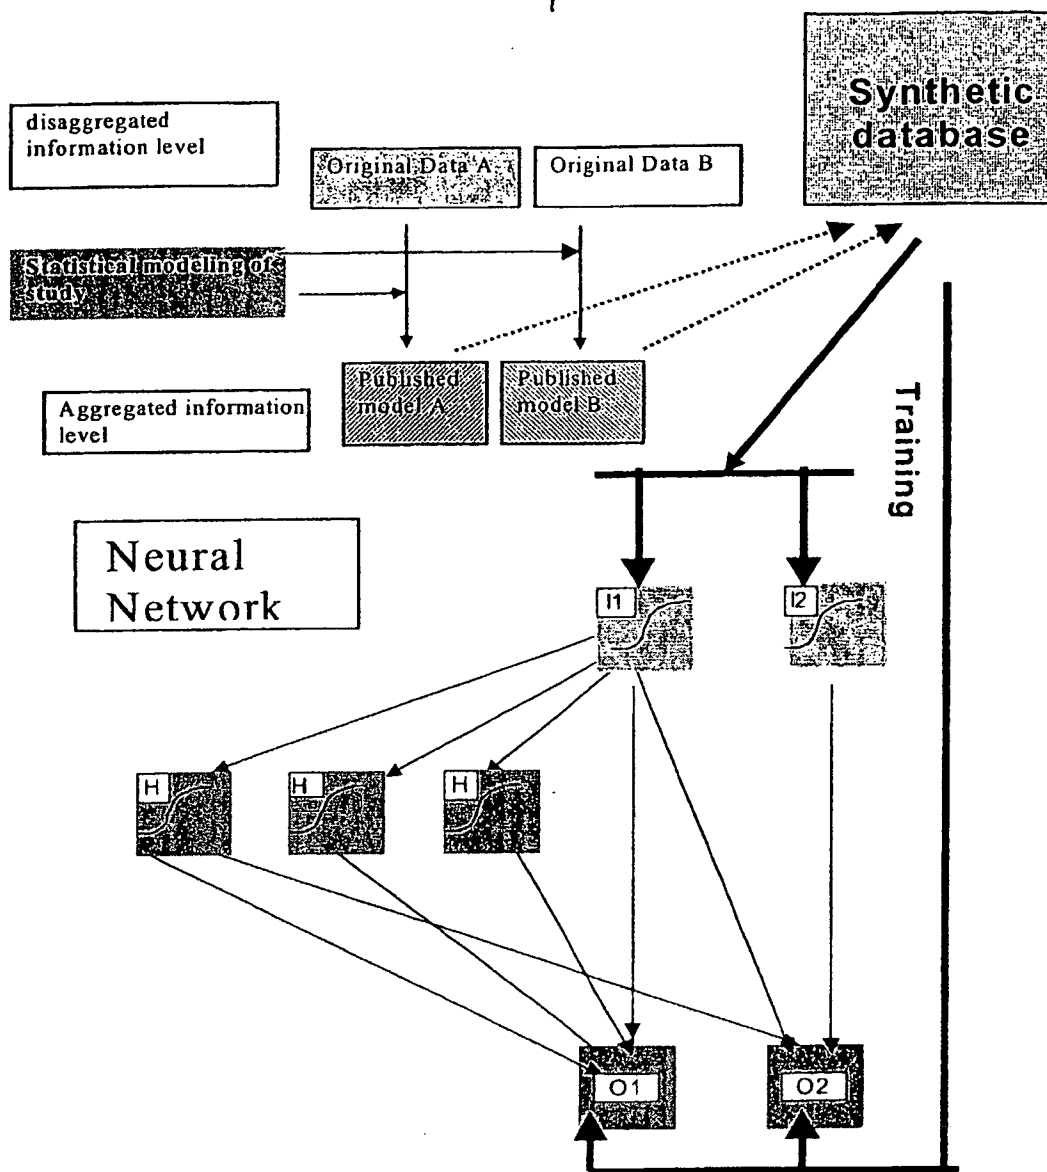 Synthetic
database
disaggregated
information level
Original Data A
Original Data B
Statistical modeling of
study
Published
model A
Published
model B
Aggregated information
level
Training
Neural
Network
I1
I2
H
H
H
O1
O2